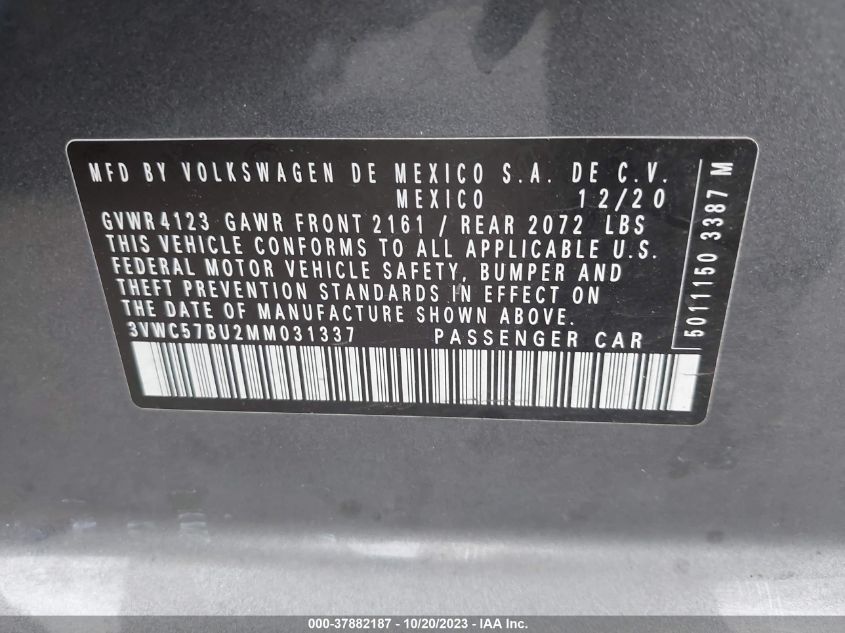 MFD BY VOLKSWAGEN DE MEXICO S.A. DE C.V.
MEXICO 12/20
GVWR 4123 GAWR FRONT 2161 / REAR 2072 LBS
THIS VEHICLE CONFORMS TO ALL APPLICABLE U.S.
FEDERAL MOTOR VEHICLE SAFETY, BUMPER AND
THEFT PREVENTION STANDARDS IN EFFECT ON
THE DATE OF MANUFACTURE SHOWN ABOVE.
3VWC57BU2MM031337 PASSENGER CAR
5011150 3387 M
000-37882187 - 10/20/2023 - IAA Inc.